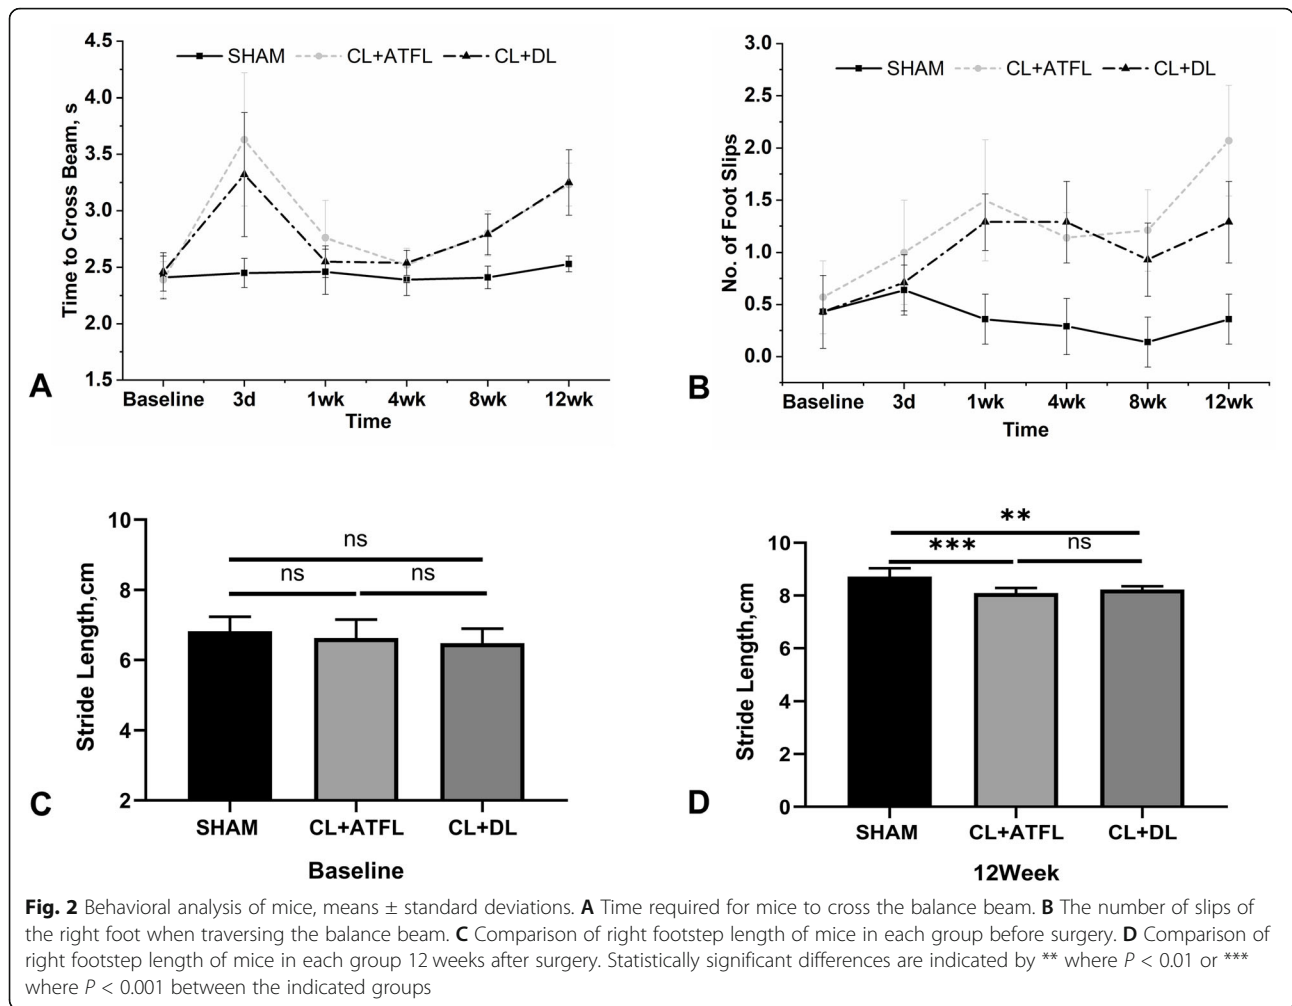 4.5
4.0
3.5
3.0
2.5
2.0
1.5
Time to Cross Beam, s
SHAM CL+ATFL CL+DL
Baseline 3d 1wk 4wk 8wk 12wk
Time
A
3.0
2.5
2.0
1.5
1.0
0.5
0.0
No. of Foot Slips
SHAM CL+ATFL CL+DL
Baseline 3d 1wk 4wk 8wk 12wk
Time
B
10
8
6
4
2
Stride Length,cm
ns
ns ns
SHAM CL+ATFL CL+DL
Baseline
C
10
8
6
4
2
0
Stride Length,cm
**
*** ns
SHAM CL+ATFL CL+DL
12Week
D
Fig. 2 Behavioral analysis of mice, means ± standard deviations. A Time required for mice to cross the balance beam. B The number of slips of
the right foot when traversing the balance beam. C Comparison of right footstep length of mice in each group before surgery. D Comparison of
right footstep length of mice in each group 12 weeks after surgery. Statistically significant differences are indicated by ** where P < 0.01 or ***
where P < 0.001 between the indicated groups